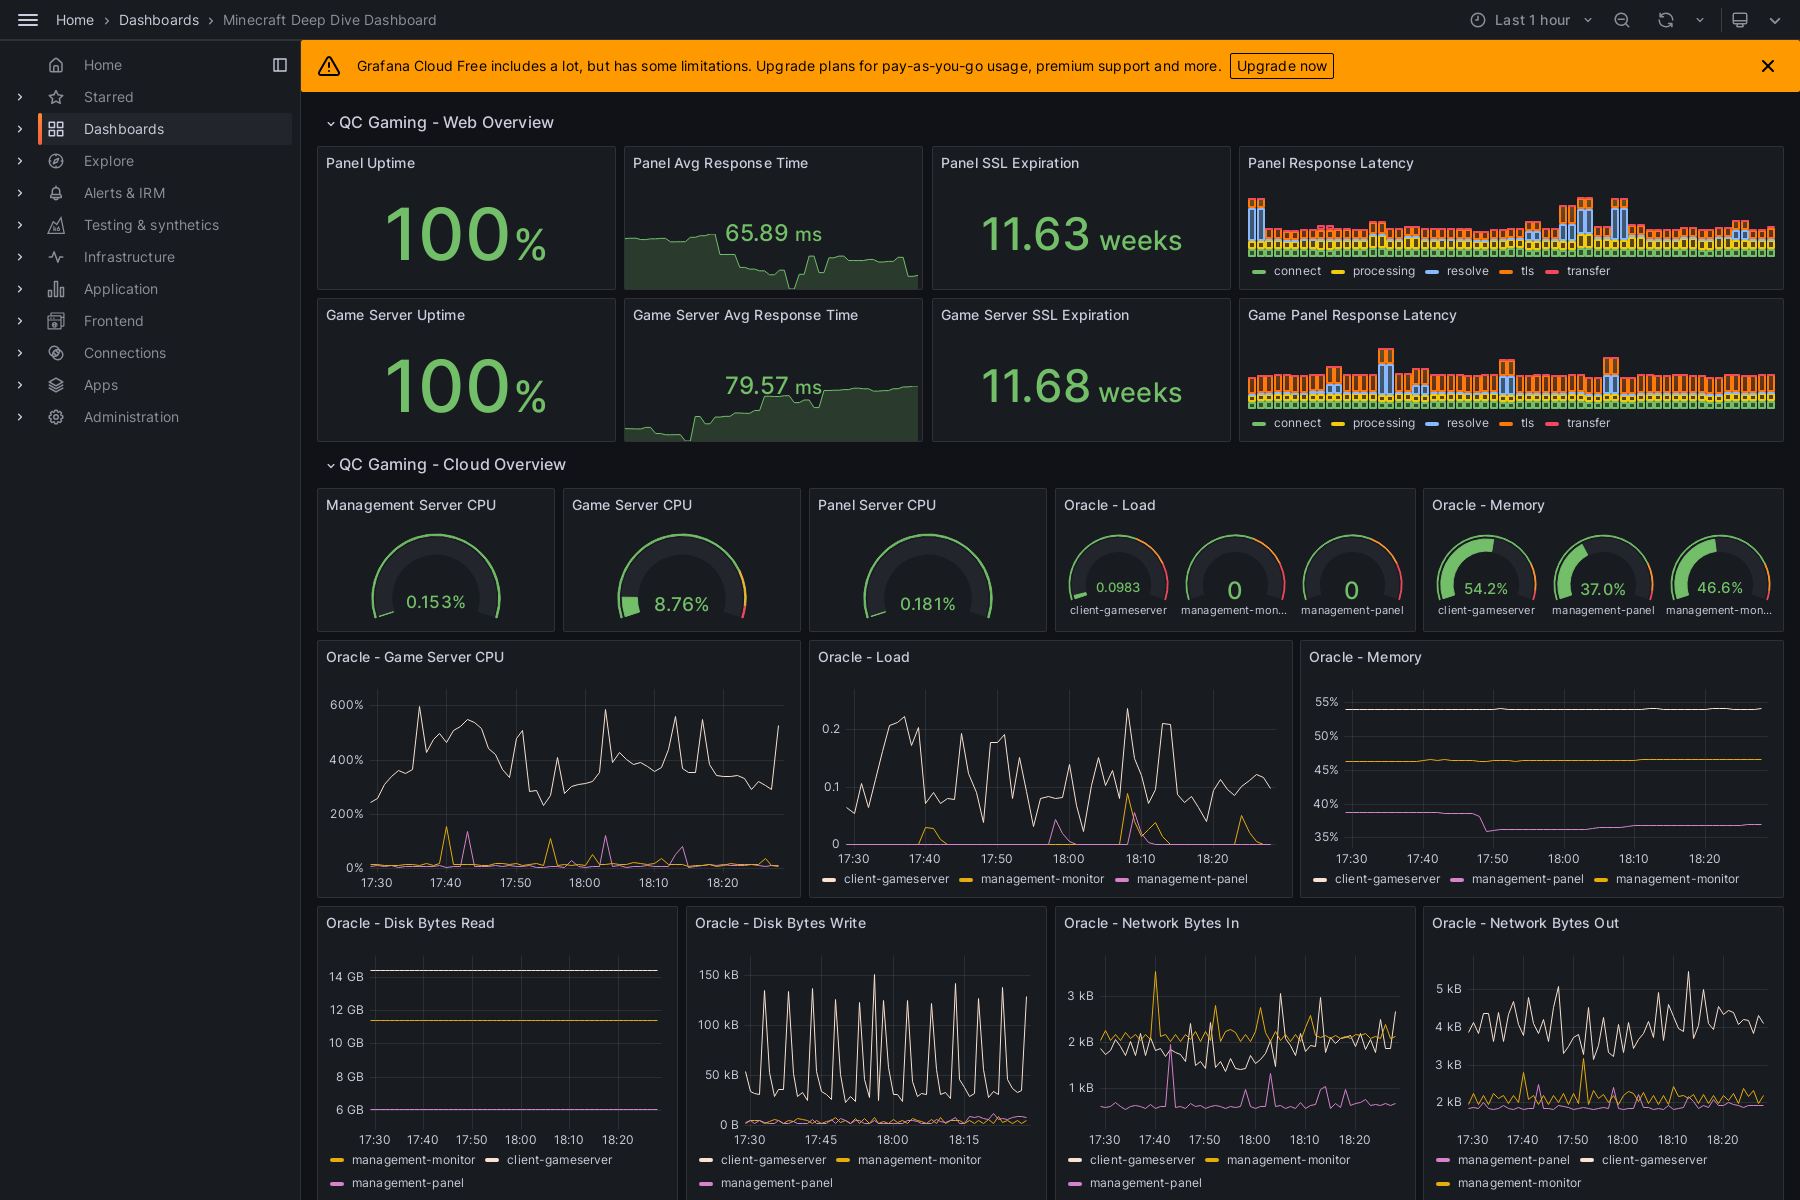 Home › Dashboards › Minecraft Deep Dive Dashboard
Last 1 hour
Home
Starred
Dashboards
Explore
Alerts & IRM
Testing & synthetics
Infrastructure
Application
Frontend
Connections
Apps
Administration
Grafana Cloud Free includes a lot, but has some limitations. Upgrade plans for pay-as-you-go usage, premium support and more. Upgrade now
QC Gaming - Web Overview
Panel Uptime
100%
Panel Avg Response Time
65.89 ms
Panel SSL Expiration
11.63 weeks
Panel Response Latency
connect processing resolve tls transfer
Game Server Uptime
100%
Game Server Avg Response Time
79.57 ms
Game Server SSL Expiration
11.68 weeks
Game Panel Response Latency
connect processing resolve tls transfer
QC Gaming - Cloud Overview
Management Server CPU
0.153%
Game Server CPU
8.76%
Panel Server CPU
0.181%
Oracle - Load
0.0983 0 0
client-gameserver management-mon... management-panel
Oracle - Memory
54.2% 37.0% 46.6%
client-gameserver management-panel management-mon...
Oracle - Game Server CPU
600%
400%
200%
0%
17:30 17:40 17:50 18:00 18:10 18:20
Oracle - Load
0.2
0.1
0
17:30 17:40 17:50 18:00 18:10 18:20
client-gameserver management-monitor management-panel
Oracle - Memory
55%
50%
45%
40%
35%
17:30 17:40 17:50 18:00 18:10 18:20
client-gameserver management-panel management-monitor
Oracle - Disk Bytes Read
14 GB
12 GB
10 GB
8 GB
6 GB
17:30 17:40 17:50 18:00 18:10 18:20
management-monitor client-gameserver
management-panel
Oracle - Disk Bytes Write
150 kB
100 kB
50 kB
0 B
17:30 17:45 18:00 18:15
client-gameserver management-monitor
management-panel
Oracle - Network Bytes In
3 kB
2 kB
1 kB
17:30 17:40 17:50 18:00 18:10 18:20
client-gameserver management-monitor
management-panel
Oracle - Network Bytes Out
5 kB
4 kB
3 kB
2 kB
17:30 17:40 17:50 18:00 18:10 18:20
management-panel client-gameserver
management-monitor